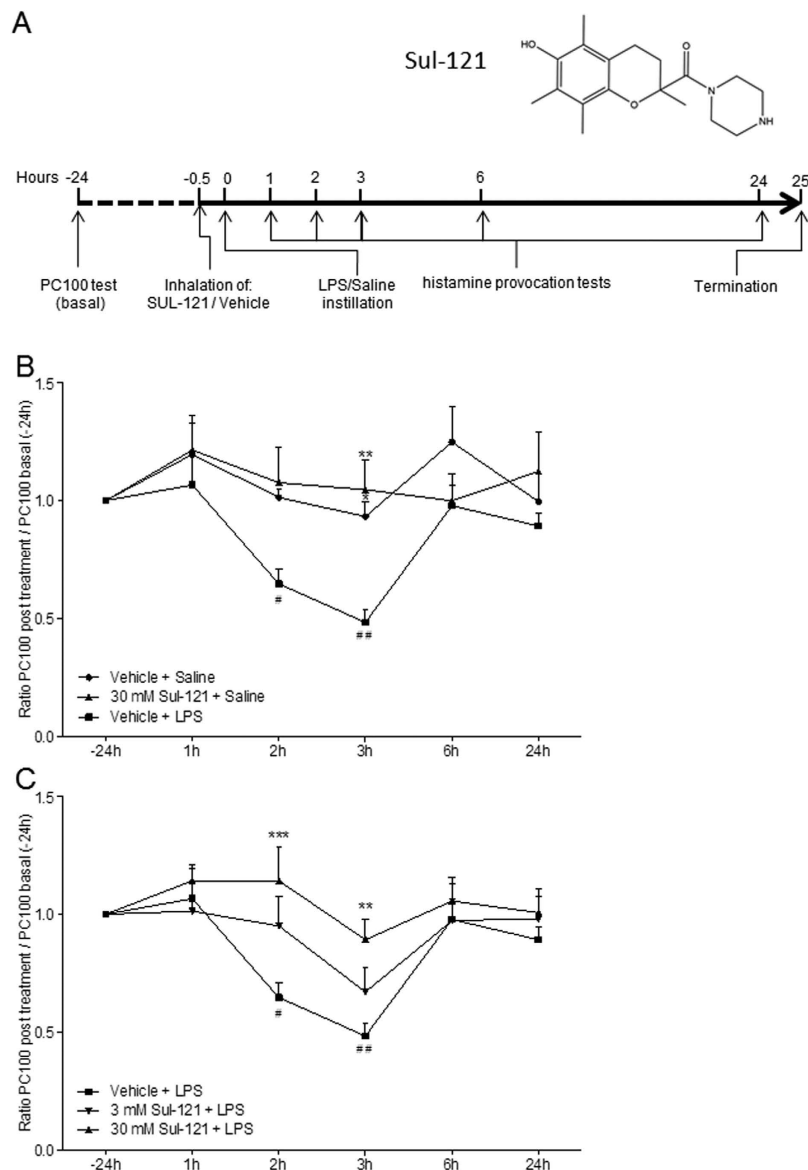 A
Sul-121
HO
O
O
N
NH
Hours -24 -0.5 0 1 2 3 6 24 25
PC100 test
(basal)
Inhalation of:
SUL-121 / Vehicle
LPS/Saline
instillation
histamine provocation tests
Termination
B
Ratio PC100 post treatment / PC100 basal (-24h)
1.5
1.0
0.5
0.0
**
*
#
##
Vehicle + Saline
30 mM Sul-121 + Saline
Vehicle + LPS
-24h 1h 2h 3h 6h 24h
C
Ratio PC100 post treatment / PC100 basal (-24h)
1.5
1.0
0.5
0.0
***
**
#
##
Vehicle + LPS
3 mM Sul-121 + LPS
30 mM Sul-121 + LPS
-24h 1h 2h 3h 6h 24h